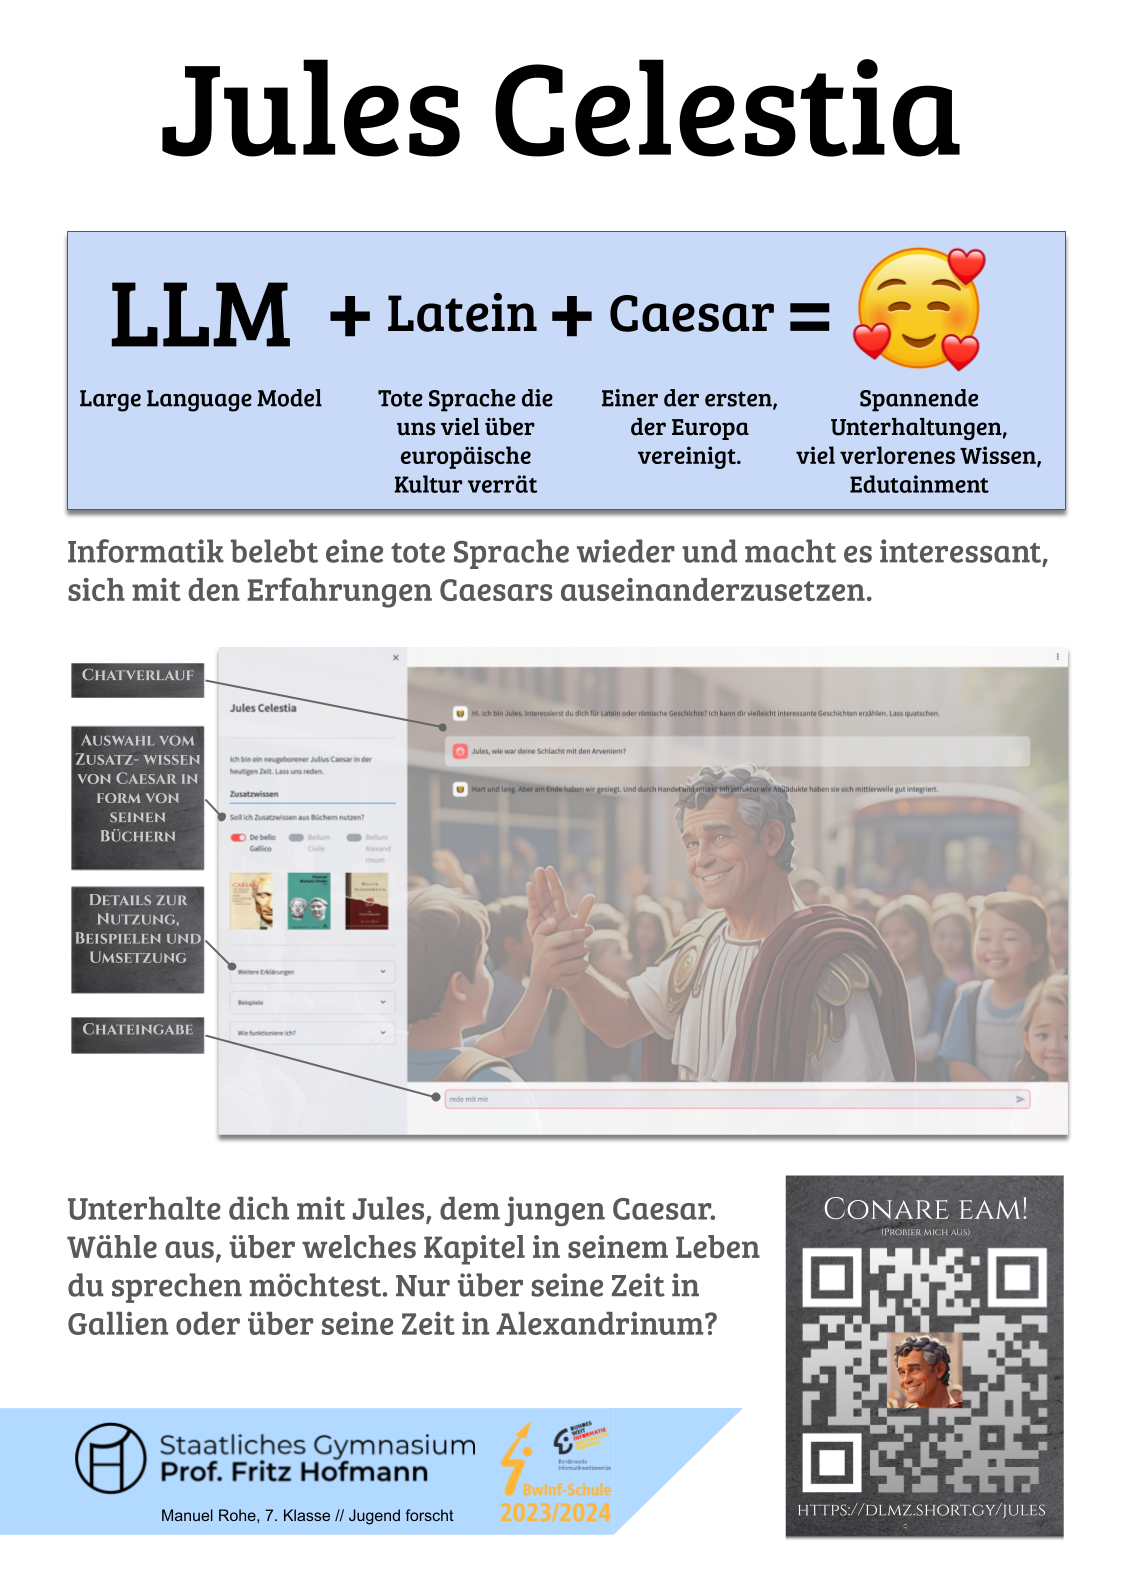 Jules Celestia
LLM + Latein + Caesar =
Large Language Model
Tote Sprache die
uns viel über
europäische
Kultur verrät
Einer der ersten,
der Europa
vereinigt.
Spannende
Unterhaltungen,
viel verlorenes Wissen,
Edutainment
Informatik belebt eine tote Sprache wieder und macht es interessant,
sich mit den Erfahrungen Caesars auseinanderzusetzen.
Chatverlauf
Auswahl vom
Zusatz- wissen
von Caesar in
form von
seinen
Büchern
Details zur
Nutzung,
Beispielen und
Umsetzung
Chateingabe
Jules Celestia
Ich bin ein neugeborener Julius Caesar in der
heutigen Zeit. Lass uns reden.
Zusatzwissen
Soll ich Zusatzwissen aus Büchern nutzen?
De bello
Gallico
Bellum
Civile
Bellum
Alexand
rinum
Weitere Erklärungen
Beispiele
Wie funktioniere ich?
Hi. Ich bin Jules. Interessierst du dich für Latein oder römische Geschichte? Ich kann dir vielleicht interessante Geschichten erzählen. Lass quatschen.
Jules, wie war deine Schlacht mit den Arveniern?
Hart und lang. Aber am Ende haben wir gesiegt. Und durch Handel und unsere Infrastruktur wie Aquädukte haben sie sich mittlerweile gut integriert.
rede mit mir
Unterhalte dich mit Jules, dem jungen Caesar.
Wähle aus, über welches Kapitel in seinem Leben
du sprechen möchtest. Nur über seine Zeit in
Gallien oder über seine Zeit in Alexandrinum?
Conare eam!
(Probier mich aus)
https://dlmz.short.gy/jules
Staatliches Gymnasium
Prof. Fritz Hofmann
Manuel Rohe, 7. Klasse // Jugend forscht
BUNDES
WEIT
INFORMATIK
Bundesweite
Informatikwettbewerbe
BwInf-Schule
2023/2024